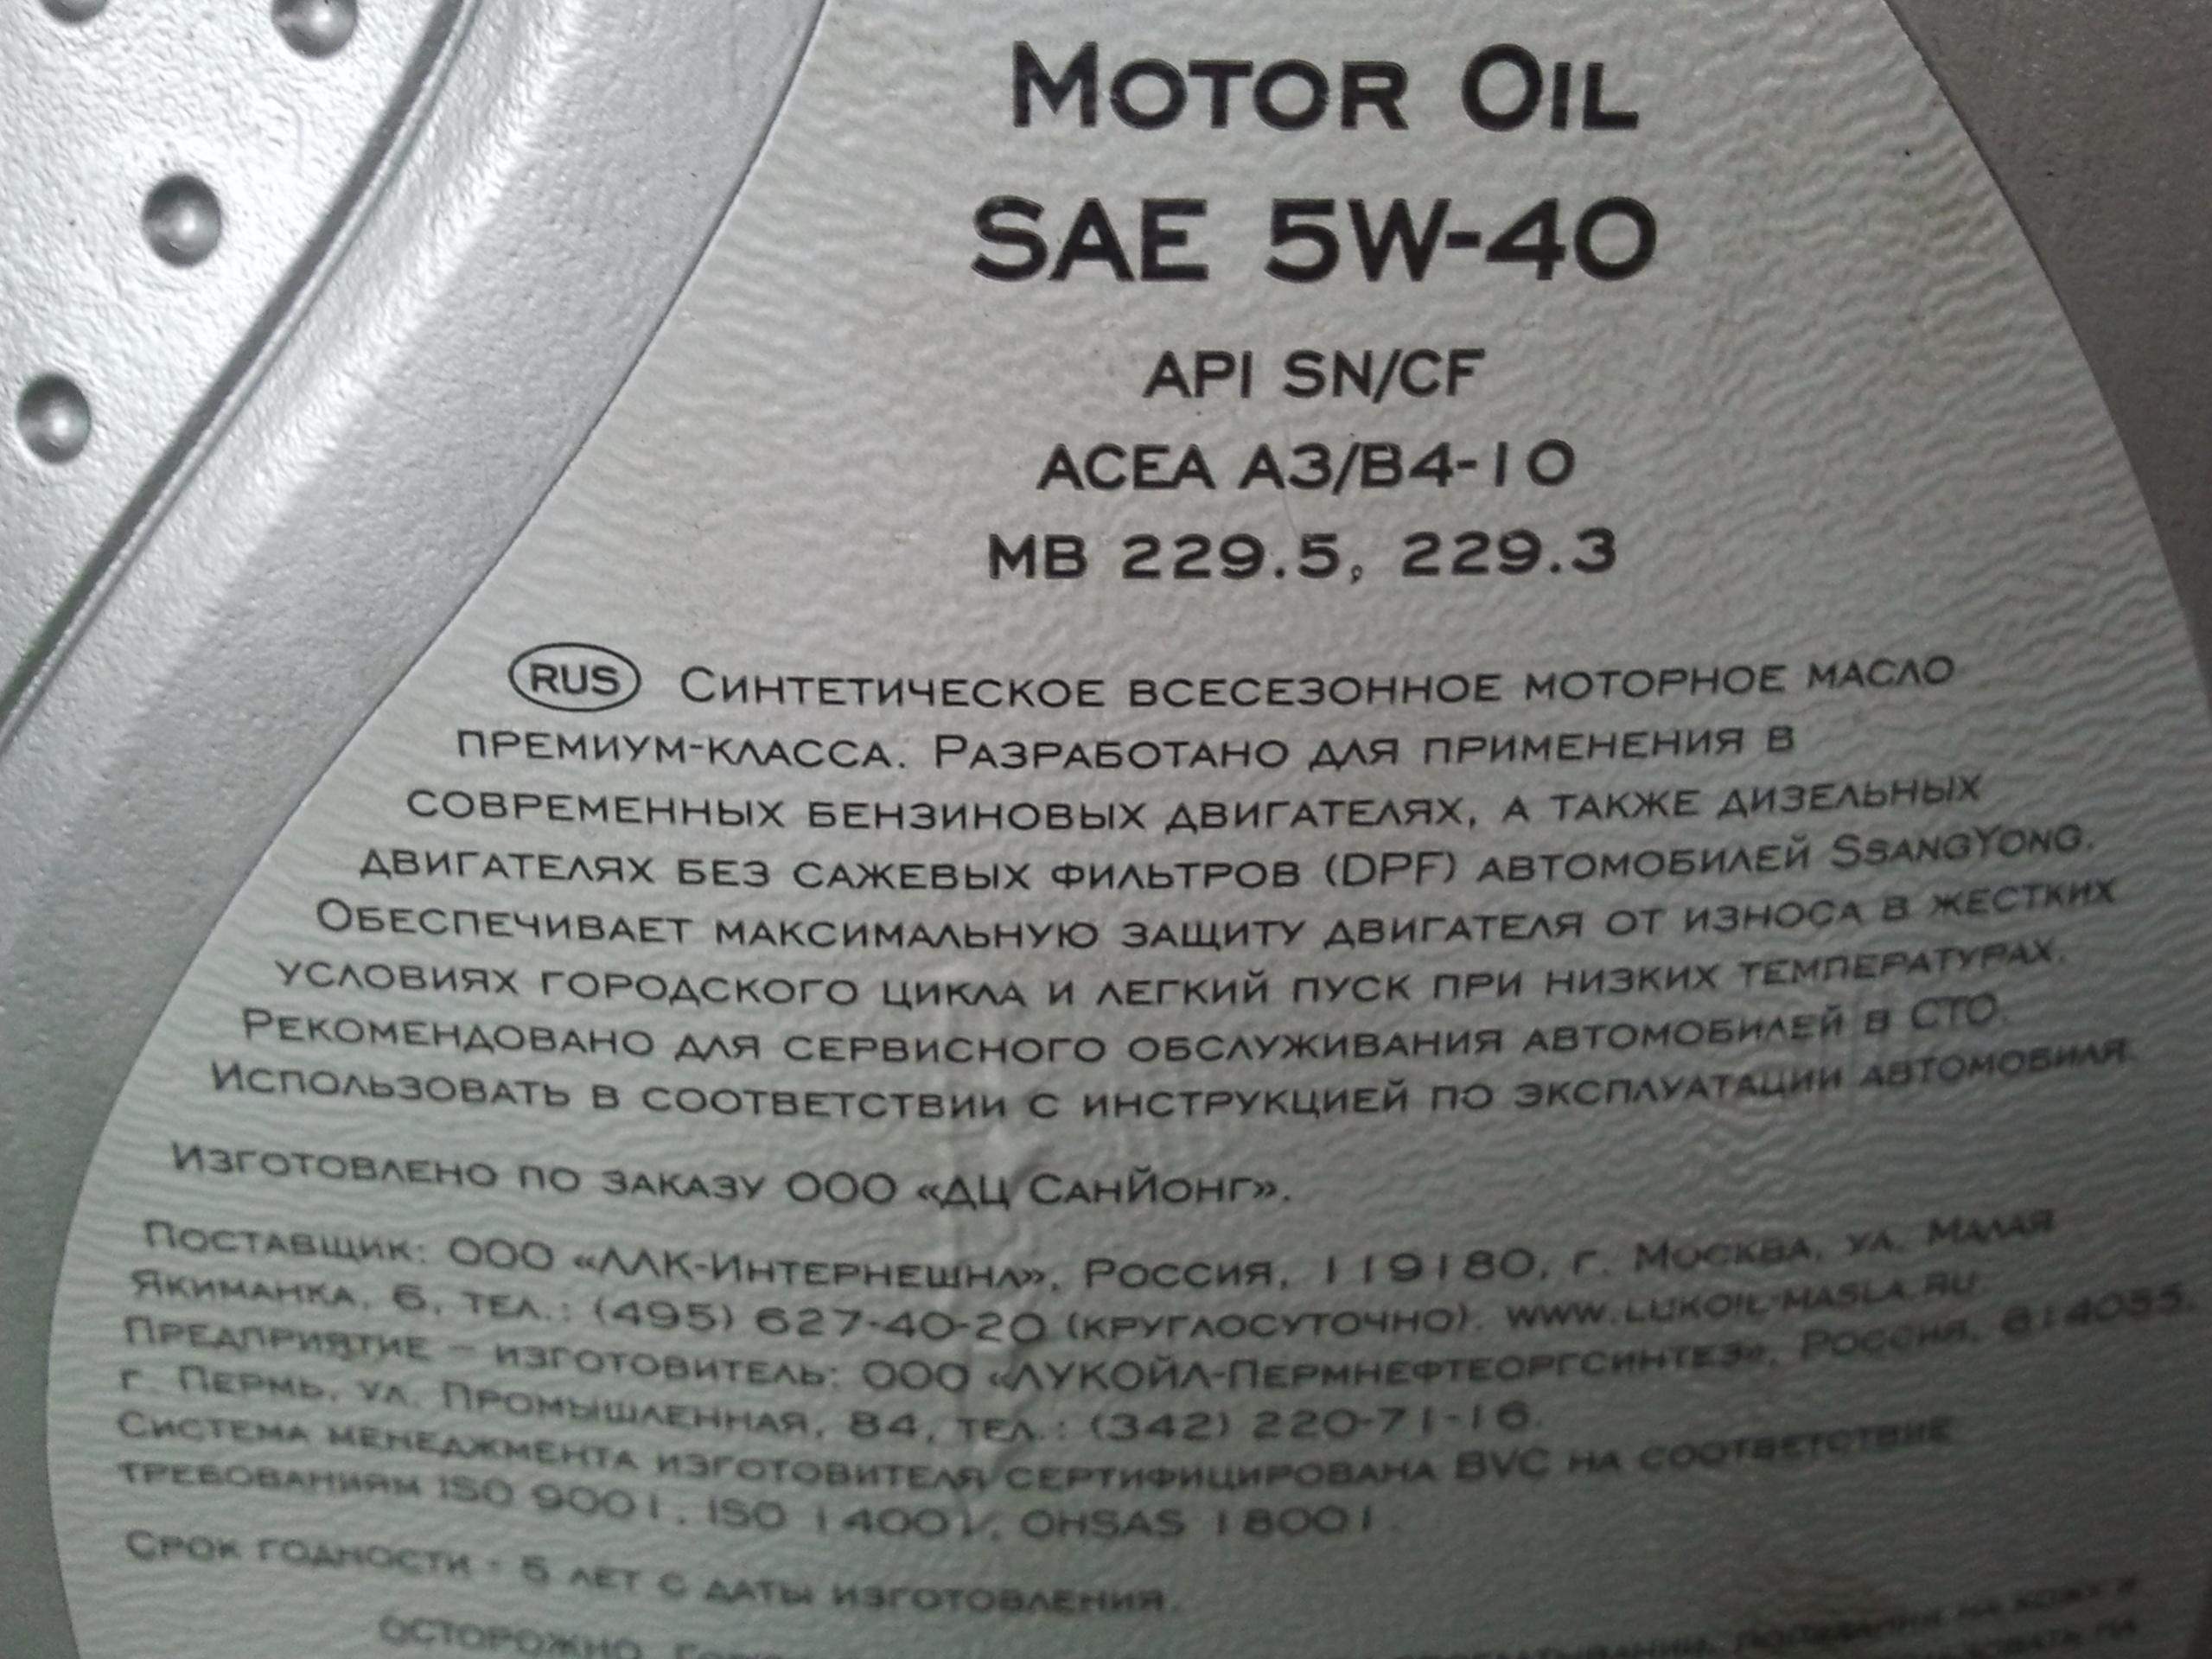 Motor Oil
SAE 5W-40
API SN/CF
ACEA A3/B4-10
MB 229.5, 229.3
RUS Синтетическое всесезонное моторное масло
премиум-класса. Разработано для применения в
современных бензиновых двигателях, а также дизельных
двигателях без сажевых фильтров (DPF) автомобилей SsangYong.
Обеспечивает максимальную защиту двигателя от износа в жестких
условиях городского цикла и легкий пуск при низких температурах.
Рекомендовано для сервисного обслуживания автомобилей в СТО.
Использовать в соответствии с инструкцией по эксплуатации автомобиля.
Изготовлено по заказу ООО «ДЦ СанЙонг».
Поставщик: ООО «ЛЛК-Интернешнл», Россия, 119180, г. Москва, ул. Малая
Якиманка, 6, тел.: (495) 627-40-20 (круглосуточно). www.lukoil-masla.ru
Предприятие – изготовитель: ООО «ЛУКОЙЛ-Пермнефтеоргсинтез», Россия, 614055,
г. Пермь, ул. Промышленная, 84, тел.: (342) 220-71-16.
Система менеджмента изготовителя сертифицирована BVC на соответствие
требованиям ISO 9001, ISO 14001, OHSAS 18001.
Срок годности - 5 лет с даты изготовления.
Осторожно. попадании на кожу и